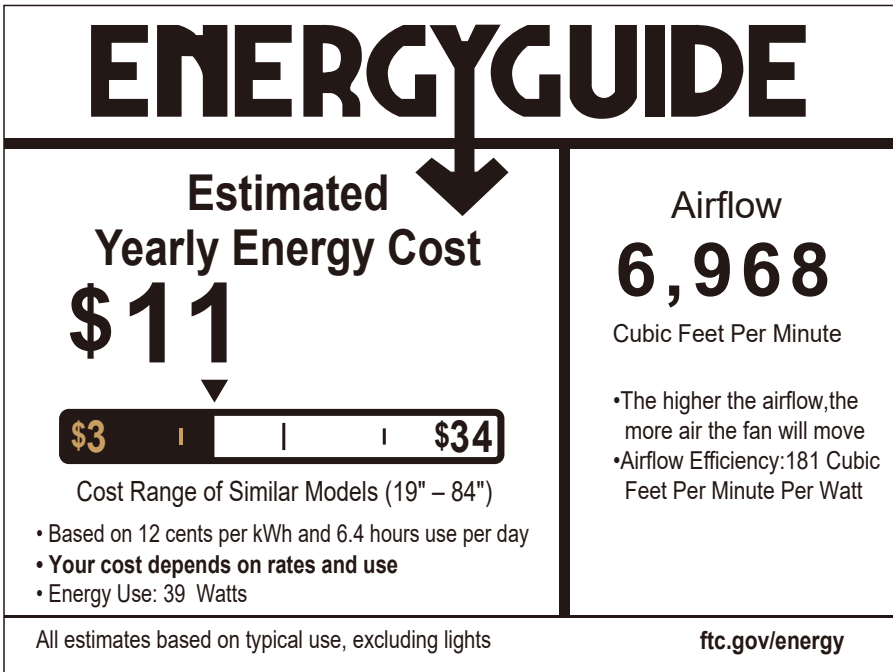 ENERGYGUIDE
Estimated
Yearly Energy Cost
$11
$3 $34
Cost Range of Similar Models (19" – 84")
• Based on 12 cents per kWh and 6.4 hours use per day
• Your cost depends on rates and use
• Energy Use: 39 Watts
Airflow
6,968
Cubic Feet Per Minute
•The higher the airflow,the
more air the fan will move
•Airflow Efficiency:181 Cubic
Feet Per Minute Per Watt
All estimates based on typical use, excluding lights
ftc.gov/energy